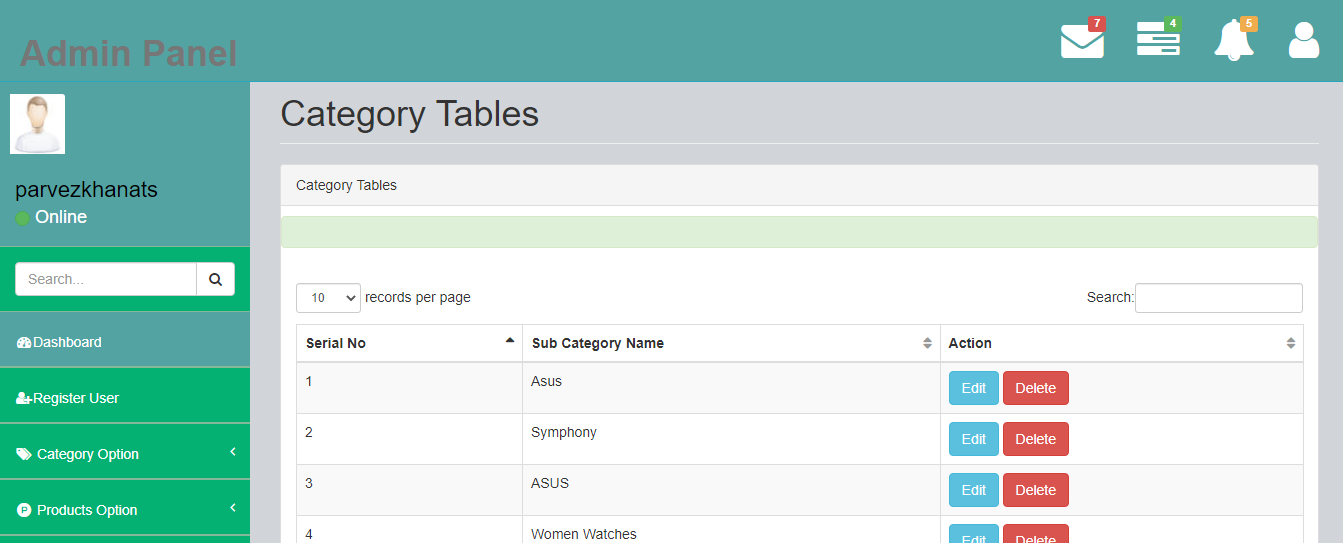 Admin Panel
7
4
5
parvezkhanats
Online
Search...
Dashboard
Register User
Category Option
Products Option
Category Tables
Category Tables
10 records per page
Search:
Serial No Sub Category Name Action
1 Asus Edit Delete
2 Symphony Edit Delete
3 ASUS Edit Delete
4 Women Watches Edit Delete